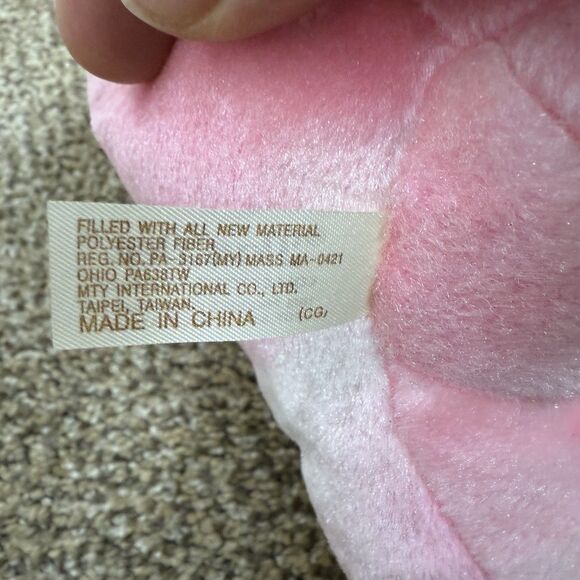 FILLED WITH ALL NEW MATERIAL
POLYESTER FIBER
REG. NO. PA-3167(MY) MASS MA-0421
OHIO PA638TW
MTY INTERNATIONAL CO., LTD.
TAIPEI, TAIWAN.
MADE IN CHINA (CG)